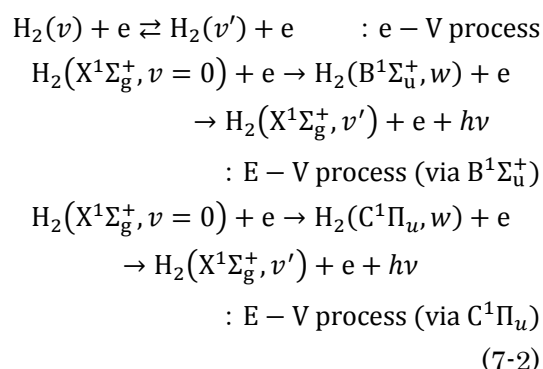 H₂(v) + e ⇄ H₂(v′) + e : e − V process
H₂(X¹Σg⁺, v = 0) + e → H₂(B¹Σu⁺, w) + e
→ H₂(X¹Σg⁺, v′) + e + hν
: E − V process (via B¹Σu⁺)
H₂(X¹Σg⁺, v = 0) + e → H₂(C¹Πu, w) + e
→ H₂(X¹Σg⁺, v′) + e + hν
: E − V process (via C¹Πu)
(7-2)